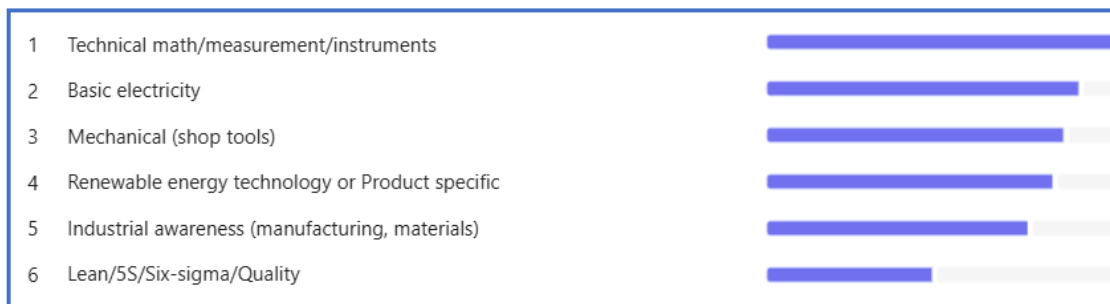 1 Technical math/measurement/instruments
2 Basic electricity
3 Mechanical (shop tools)
4 Renewable energy technology or Product specific
5 Industrial awareness (manufacturing, materials)
6 Lean/5S/Six-sigma/Quality